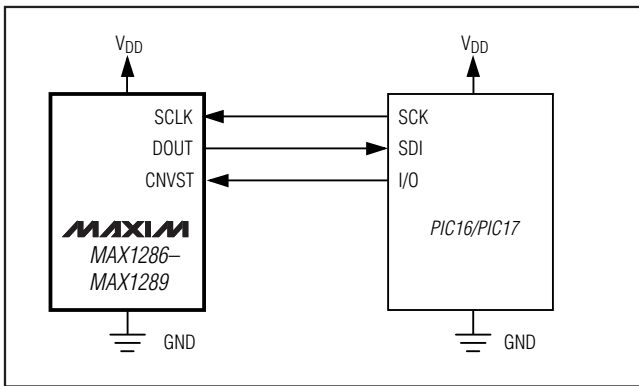 VDD
VDD
SCLK
SCK
DOUT
SDI
CNVST
I/O
MAXIM
MAX1286–
MAX1289
PIC16/PIC17
GND
GND